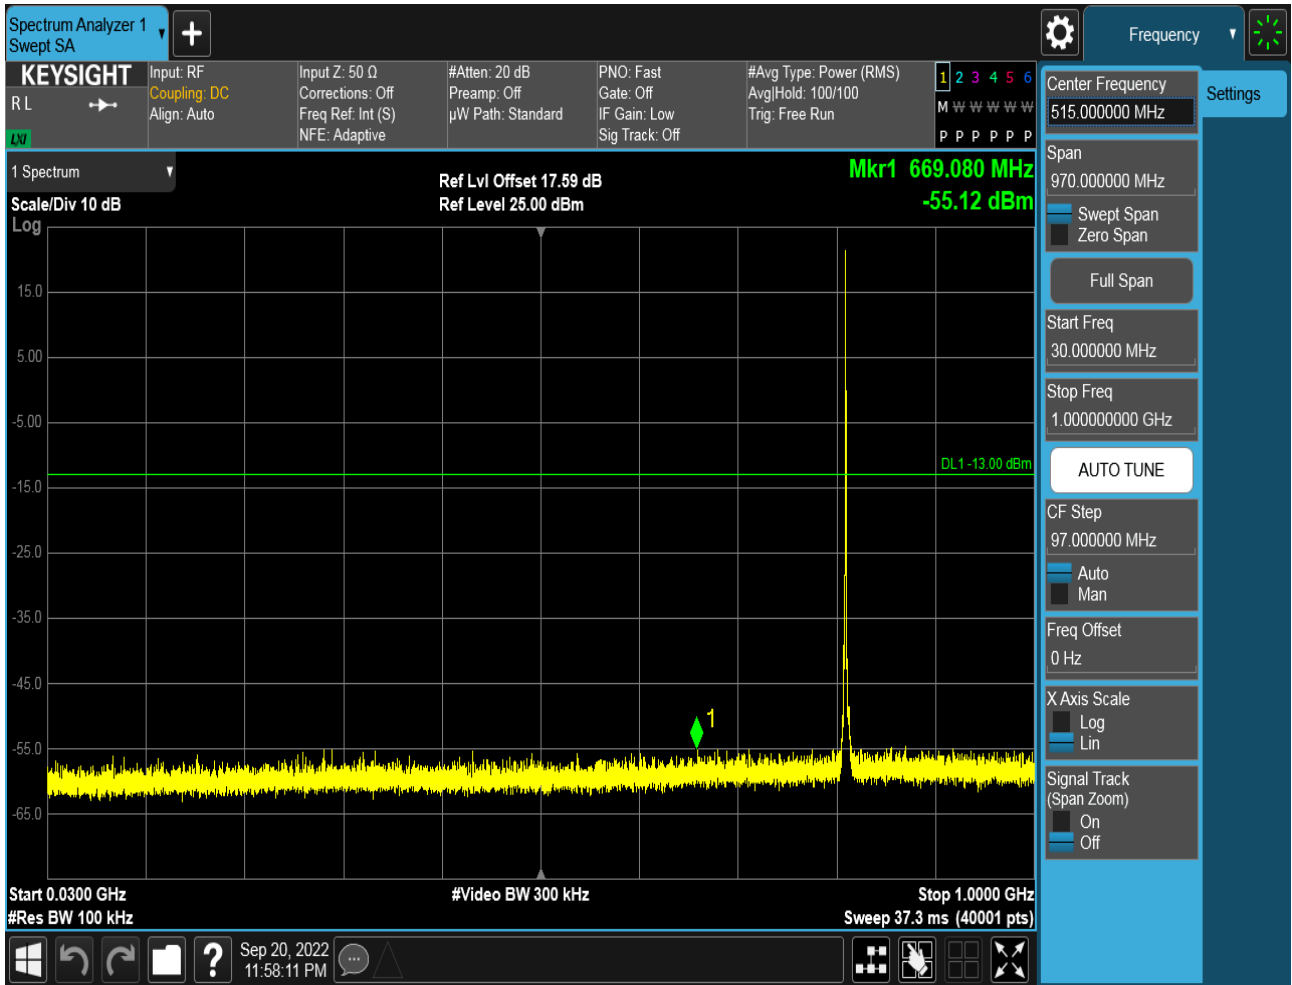 Spectrum Analyzer 1
Swept SA
Frequency
KEYSIGHT
R L
LXI
Input: RF
Coupling: DC
Align: Auto
Input Z: 50 Ω
Corrections: Off
Freq Ref: Int (S)
NFE: Adaptive
#Atten: 20 dB
Preamp: Off
µW Path: Standard
PNO: Fast
Gate: Off
IF Gain: Low
Sig Track: Off
#Avg Type: Power (RMS)
Avg|Hold: 100/100
Trig: Free Run
1 2 3 4 5 6
M W W W W W
P P P P P P
1 Spectrum
Scale/Div 10 dB
Log
Ref Lvl Offset 17.59 dB
Ref Level 25.00 dBm
Mkr1 669.080 MHz
-55.12 dBm
15.0
5.00
-5.00
-15.0
-25.0
-35.0
-45.0
-55.0
-65.0
DL1 -13.00 dBm
1
Start 0.0300 GHz
#Res BW 100 kHz
#Video BW 300 kHz
Stop 1.0000 GHz
Sweep 37.3 ms (40001 pts)
Center Frequency
515.000000 MHz
Settings
Span
970.000000 MHz
Swept Span
Zero Span
Full Span
Start Freq
30.000000 MHz
Stop Freq
1.000000000 GHz
AUTO TUNE
CF Step
97.000000 MHz
Auto
Man
Freq Offset
0 Hz
X Axis Scale
Log
Lin
Signal Track
(Span Zoom)
On
Off
?
Sep 20, 2022
11:58:11 PM